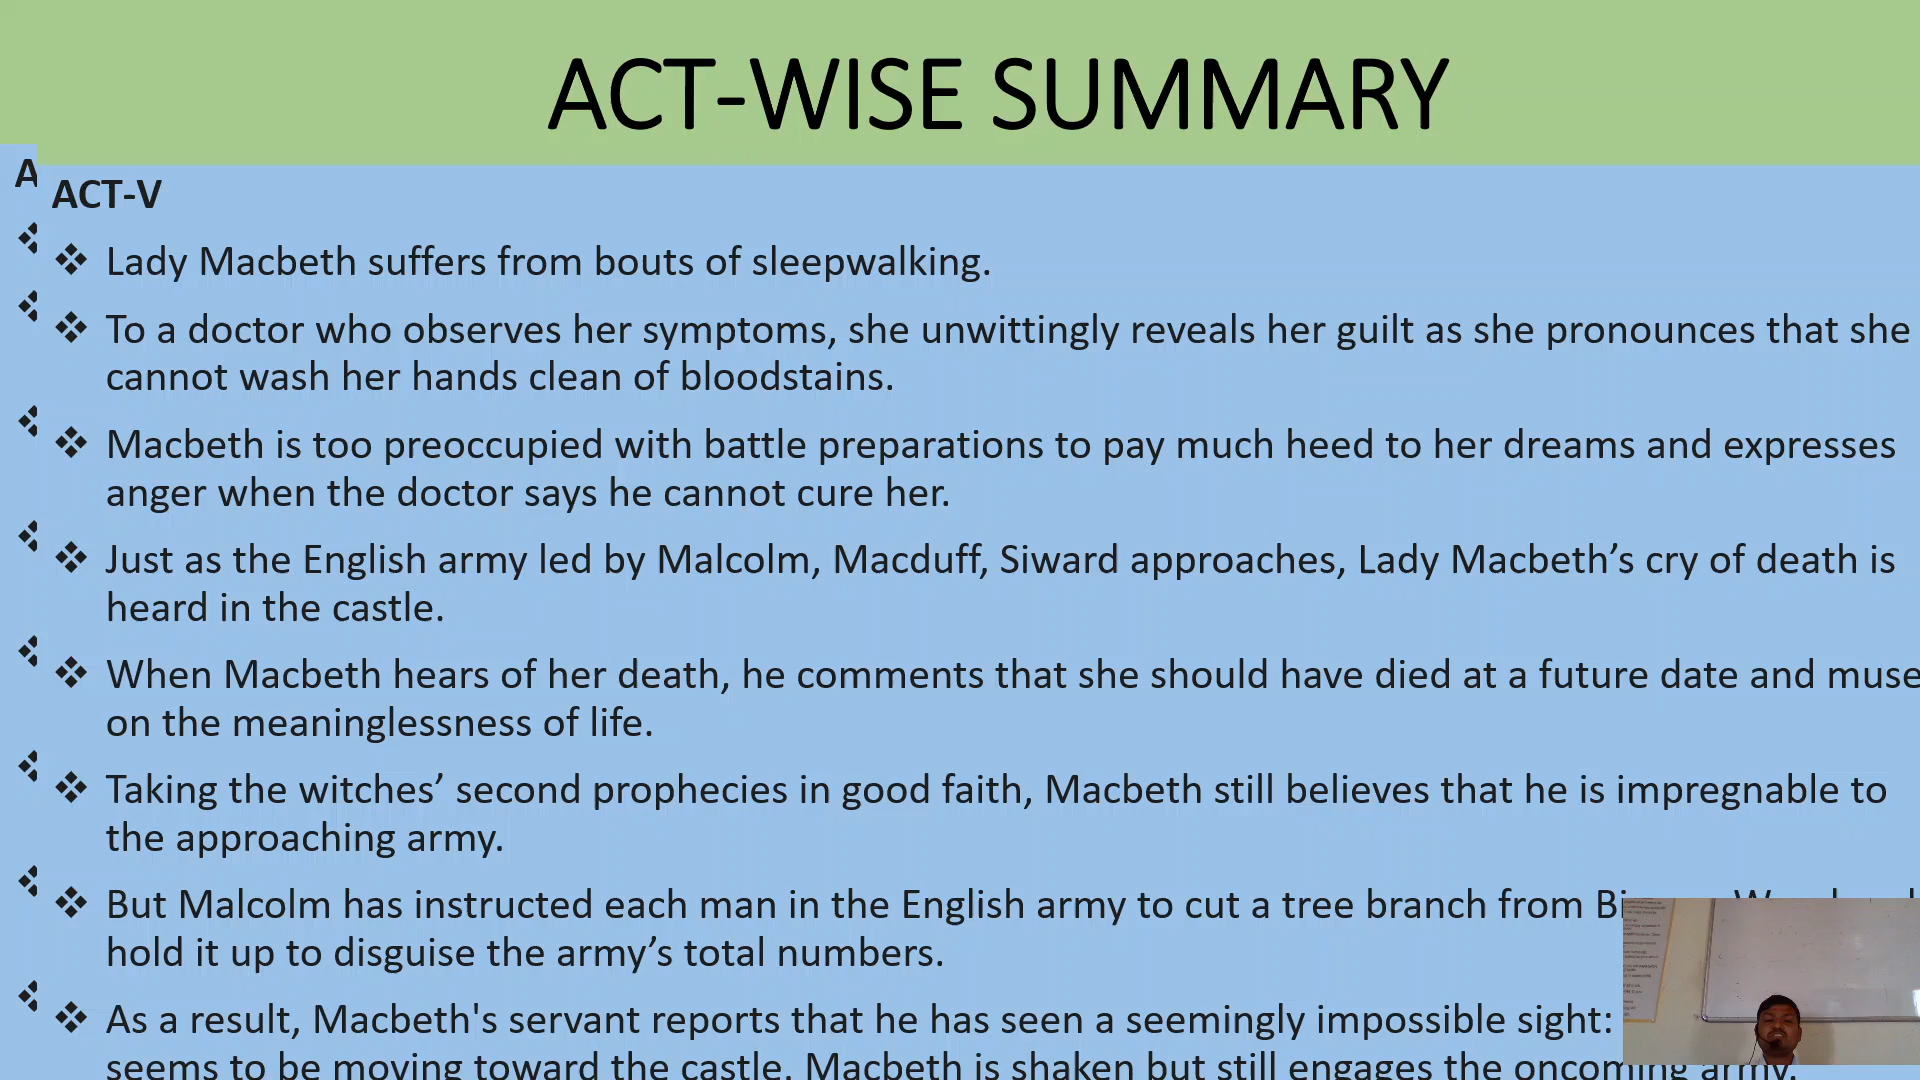 ACT-WISE SUMMARY
A
ACT-V
❖ Lady Macbeth suffers from bouts of sleepwalking.
❖ To a doctor who observes her symptoms, she unwittingly reveals her guilt as she pronounces that she
cannot wash her hands clean of bloodstains.
❖ Macbeth is too preoccupied with battle preparations to pay much heed to her dreams and expresses
anger when the doctor says he cannot cure her.
❖ Just as the English army led by Malcolm, Macduff, Siward approaches, Lady Macbeth’s cry of death is
heard in the castle.
❖ When Macbeth hears of her death, he comments that she should have died at a future date and muse
on the meaninglessness of life.
❖ Taking the witches’ second prophecies in good faith, Macbeth still believes that he is impregnable to
the approaching army.
❖ But Malcolm has instructed each man in the English army to cut a tree branch from
hold it up to disguise the army’s total numbers.
❖ As a result, Macbeth's servant reports that he has seen a seemingly impossible sight:
seems to be moving toward the castle. Macbeth is shaken but still engages the oncoming army.